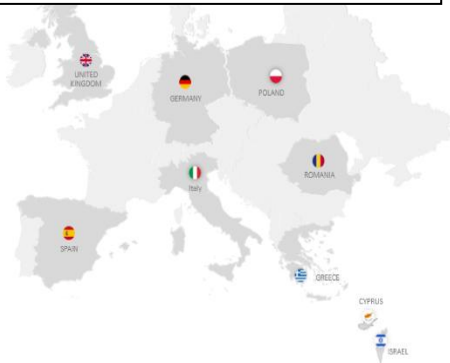 UNITED
KINGDOM
GERMANY
POLAND
Italy
ROMANIA
SPAIN
GREECE
CYPRUS
ISRAEL